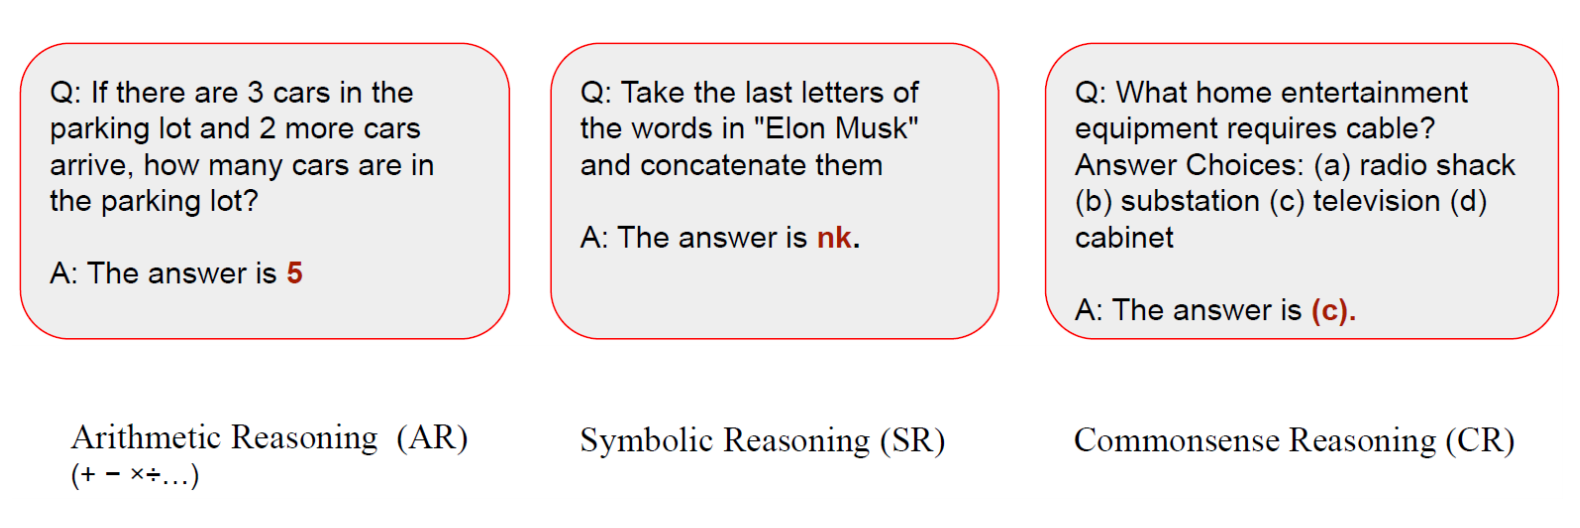 Q: If there are 3 cars in the
parking lot and 2 more cars
arrive, how many cars are in
the parking lot?
A: The answer is 5
Q: Take the last letters of
the words in "Elon Musk"
and concatenate them
A: The answer is nk.
Q: What home entertainment
equipment requires cable?
Answer Choices: (a) radio shack
(b) substation (c) television (d)
cabinet
A: The answer is (c).
Arithmetic Reasoning (AR)
(+ − ×÷…)
Symbolic Reasoning (SR)
Commonsense Reasoning (CR)